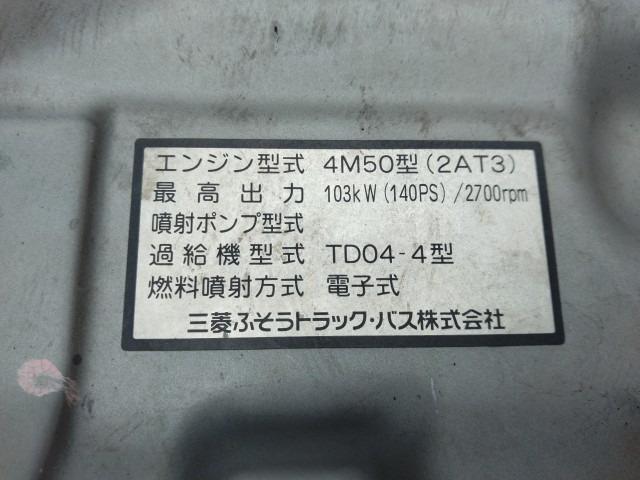 エンジン型式 4M50型(2AT3)
最高出力 103kW(140PS)/2700rpm
噴射ポンプ型式
過給機型式 TD04-4型
燃料噴射方式 電子式
三菱ふそうトラック・バス株式会社